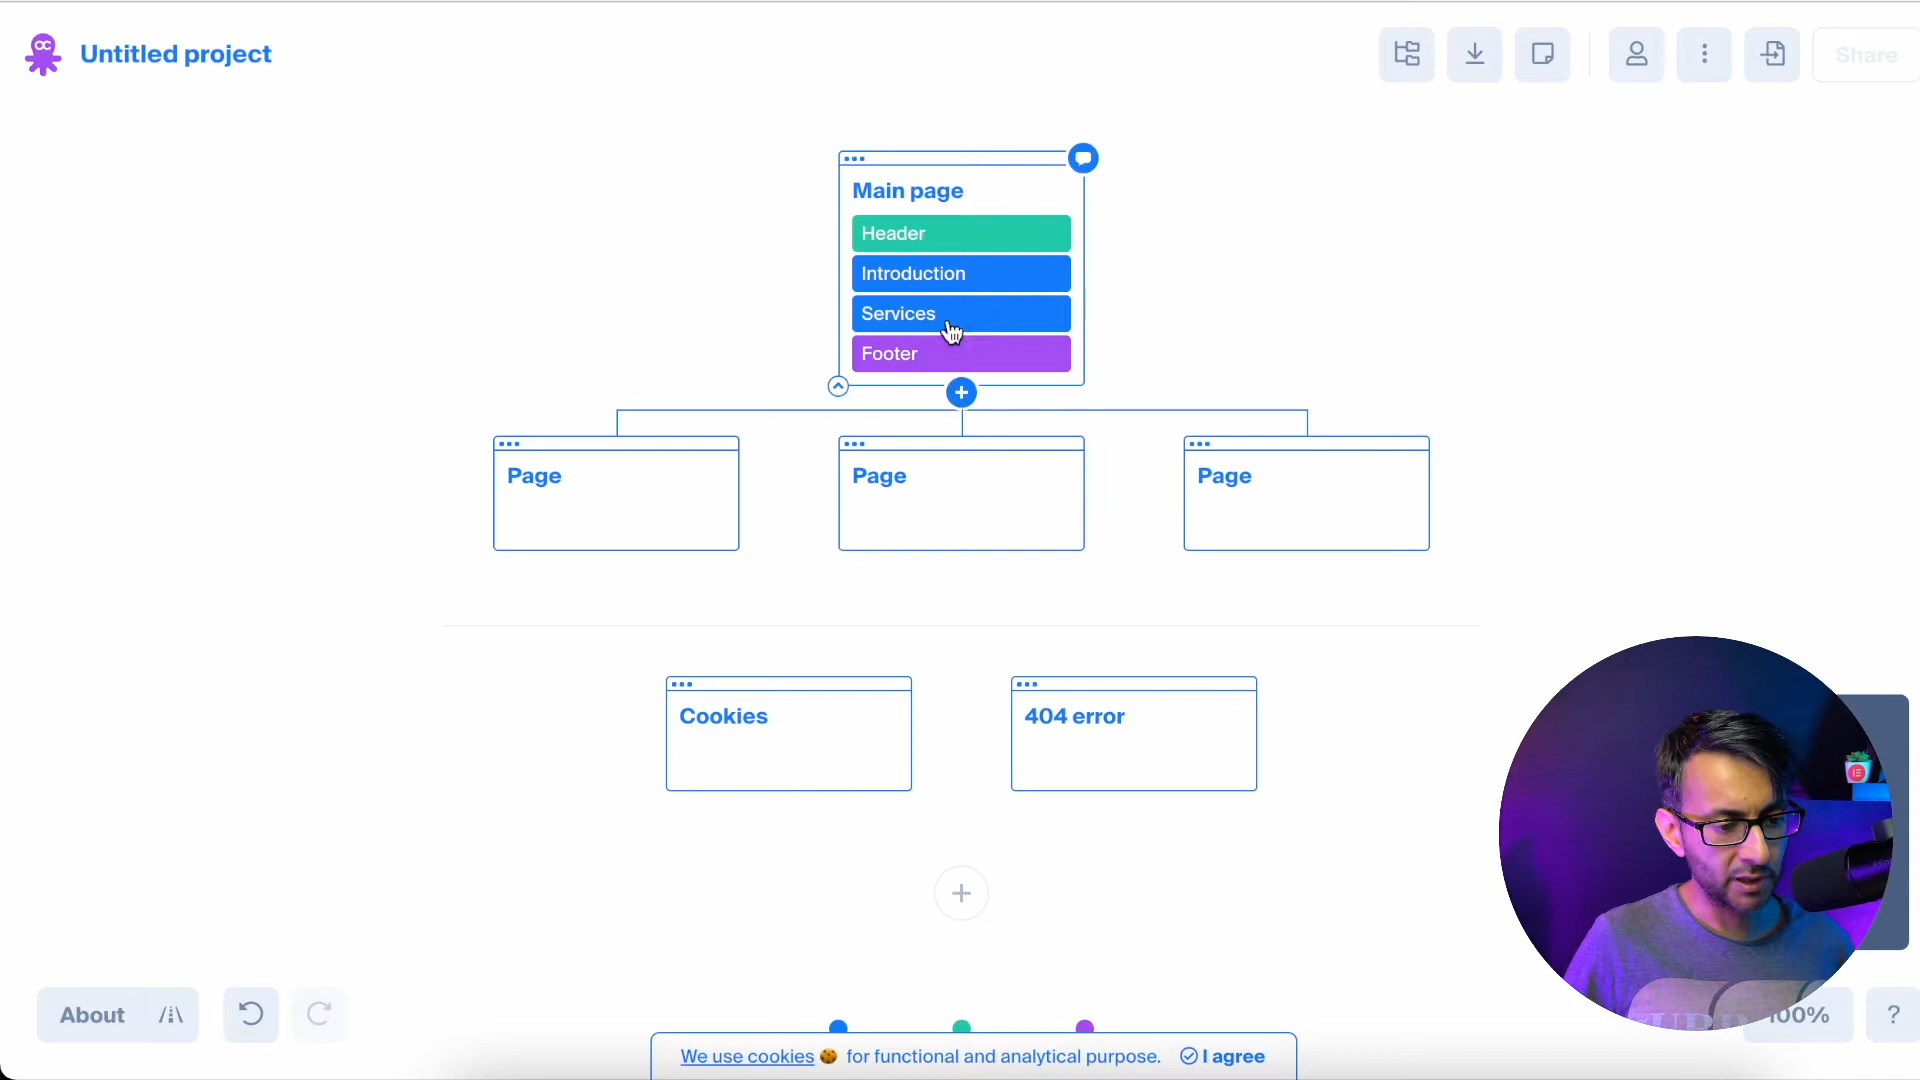 Untitled project
Share
Main page
Header
Introduction
Services
Footer
Page
Page
Page
Cookies
404 error
About
100%
?
We use cookies 🍪 for functional and analytical purpose. I agree